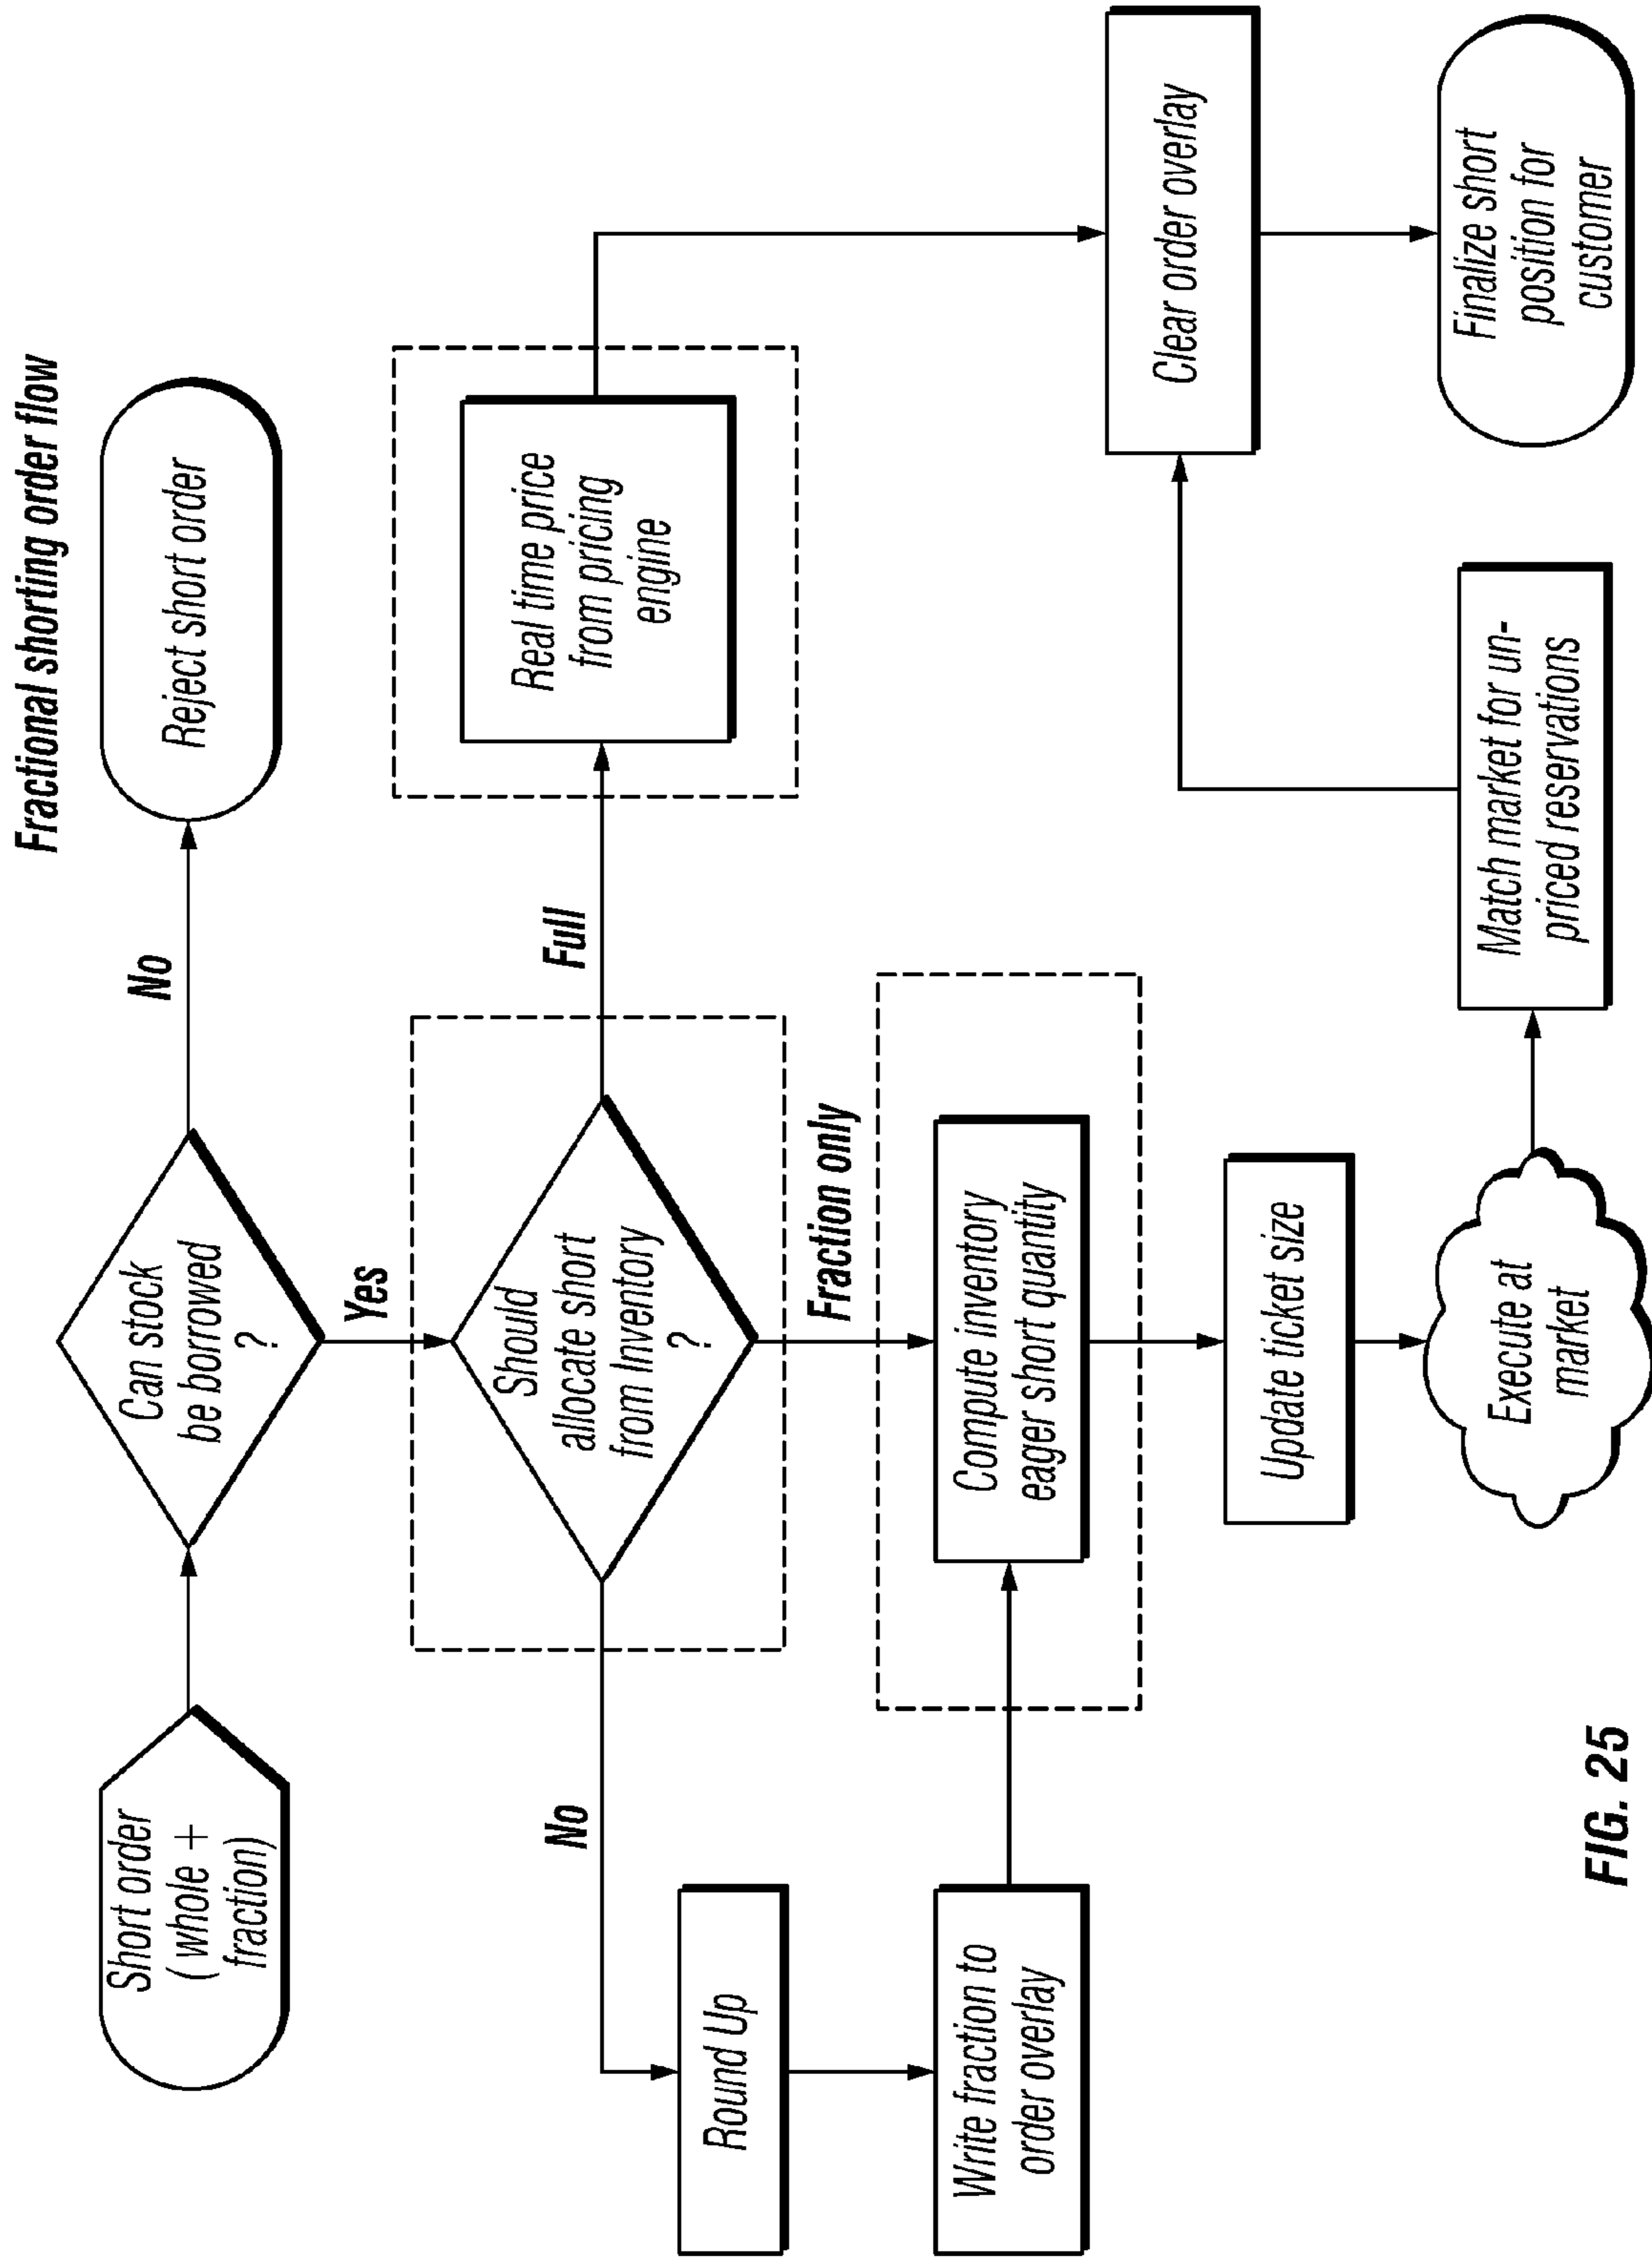 Fractional shorting order flow
Short order
(whole +
fraction)
Can stock
be borrowed
?
No
Reject short order
Yes
Should
allocate short
from Inventory
?
No
Full
Real time price
from pricing
engine
Fraction only
Round Up
Write fraction to
order overlay
Compute inventory
eager short quantity
Update ticket size
Execute at
market
Match market for un-
priced reservations
Clear order overlay
Finalize short
position for
customer
FIG. 25